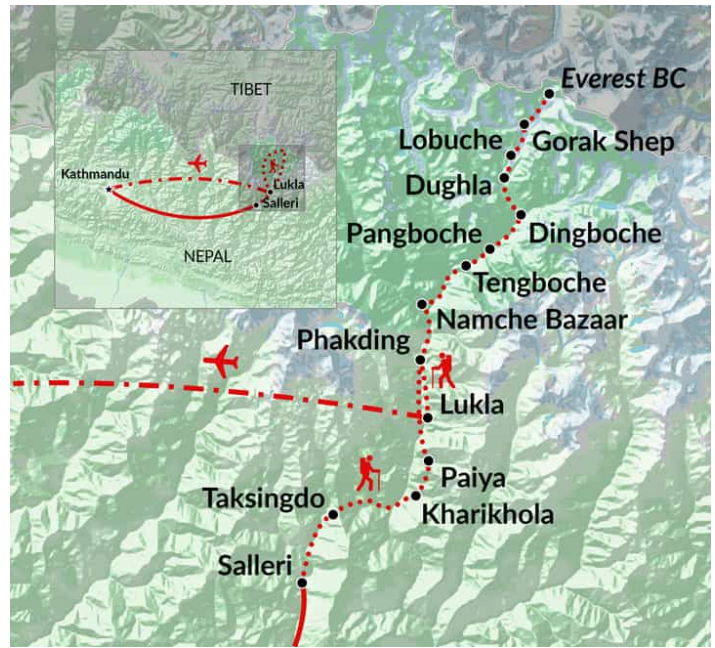 Everest BC
TIBET
Lobuche
Gorak Shep
Kathmandu
Dughla
Lukla
Salleri
Pangboche
Dingboche
NEPAL
Tengboche
Namche Bazaar
Phakding
Lukla
Paiya
Taksingdo
Kharikhola
Salleri